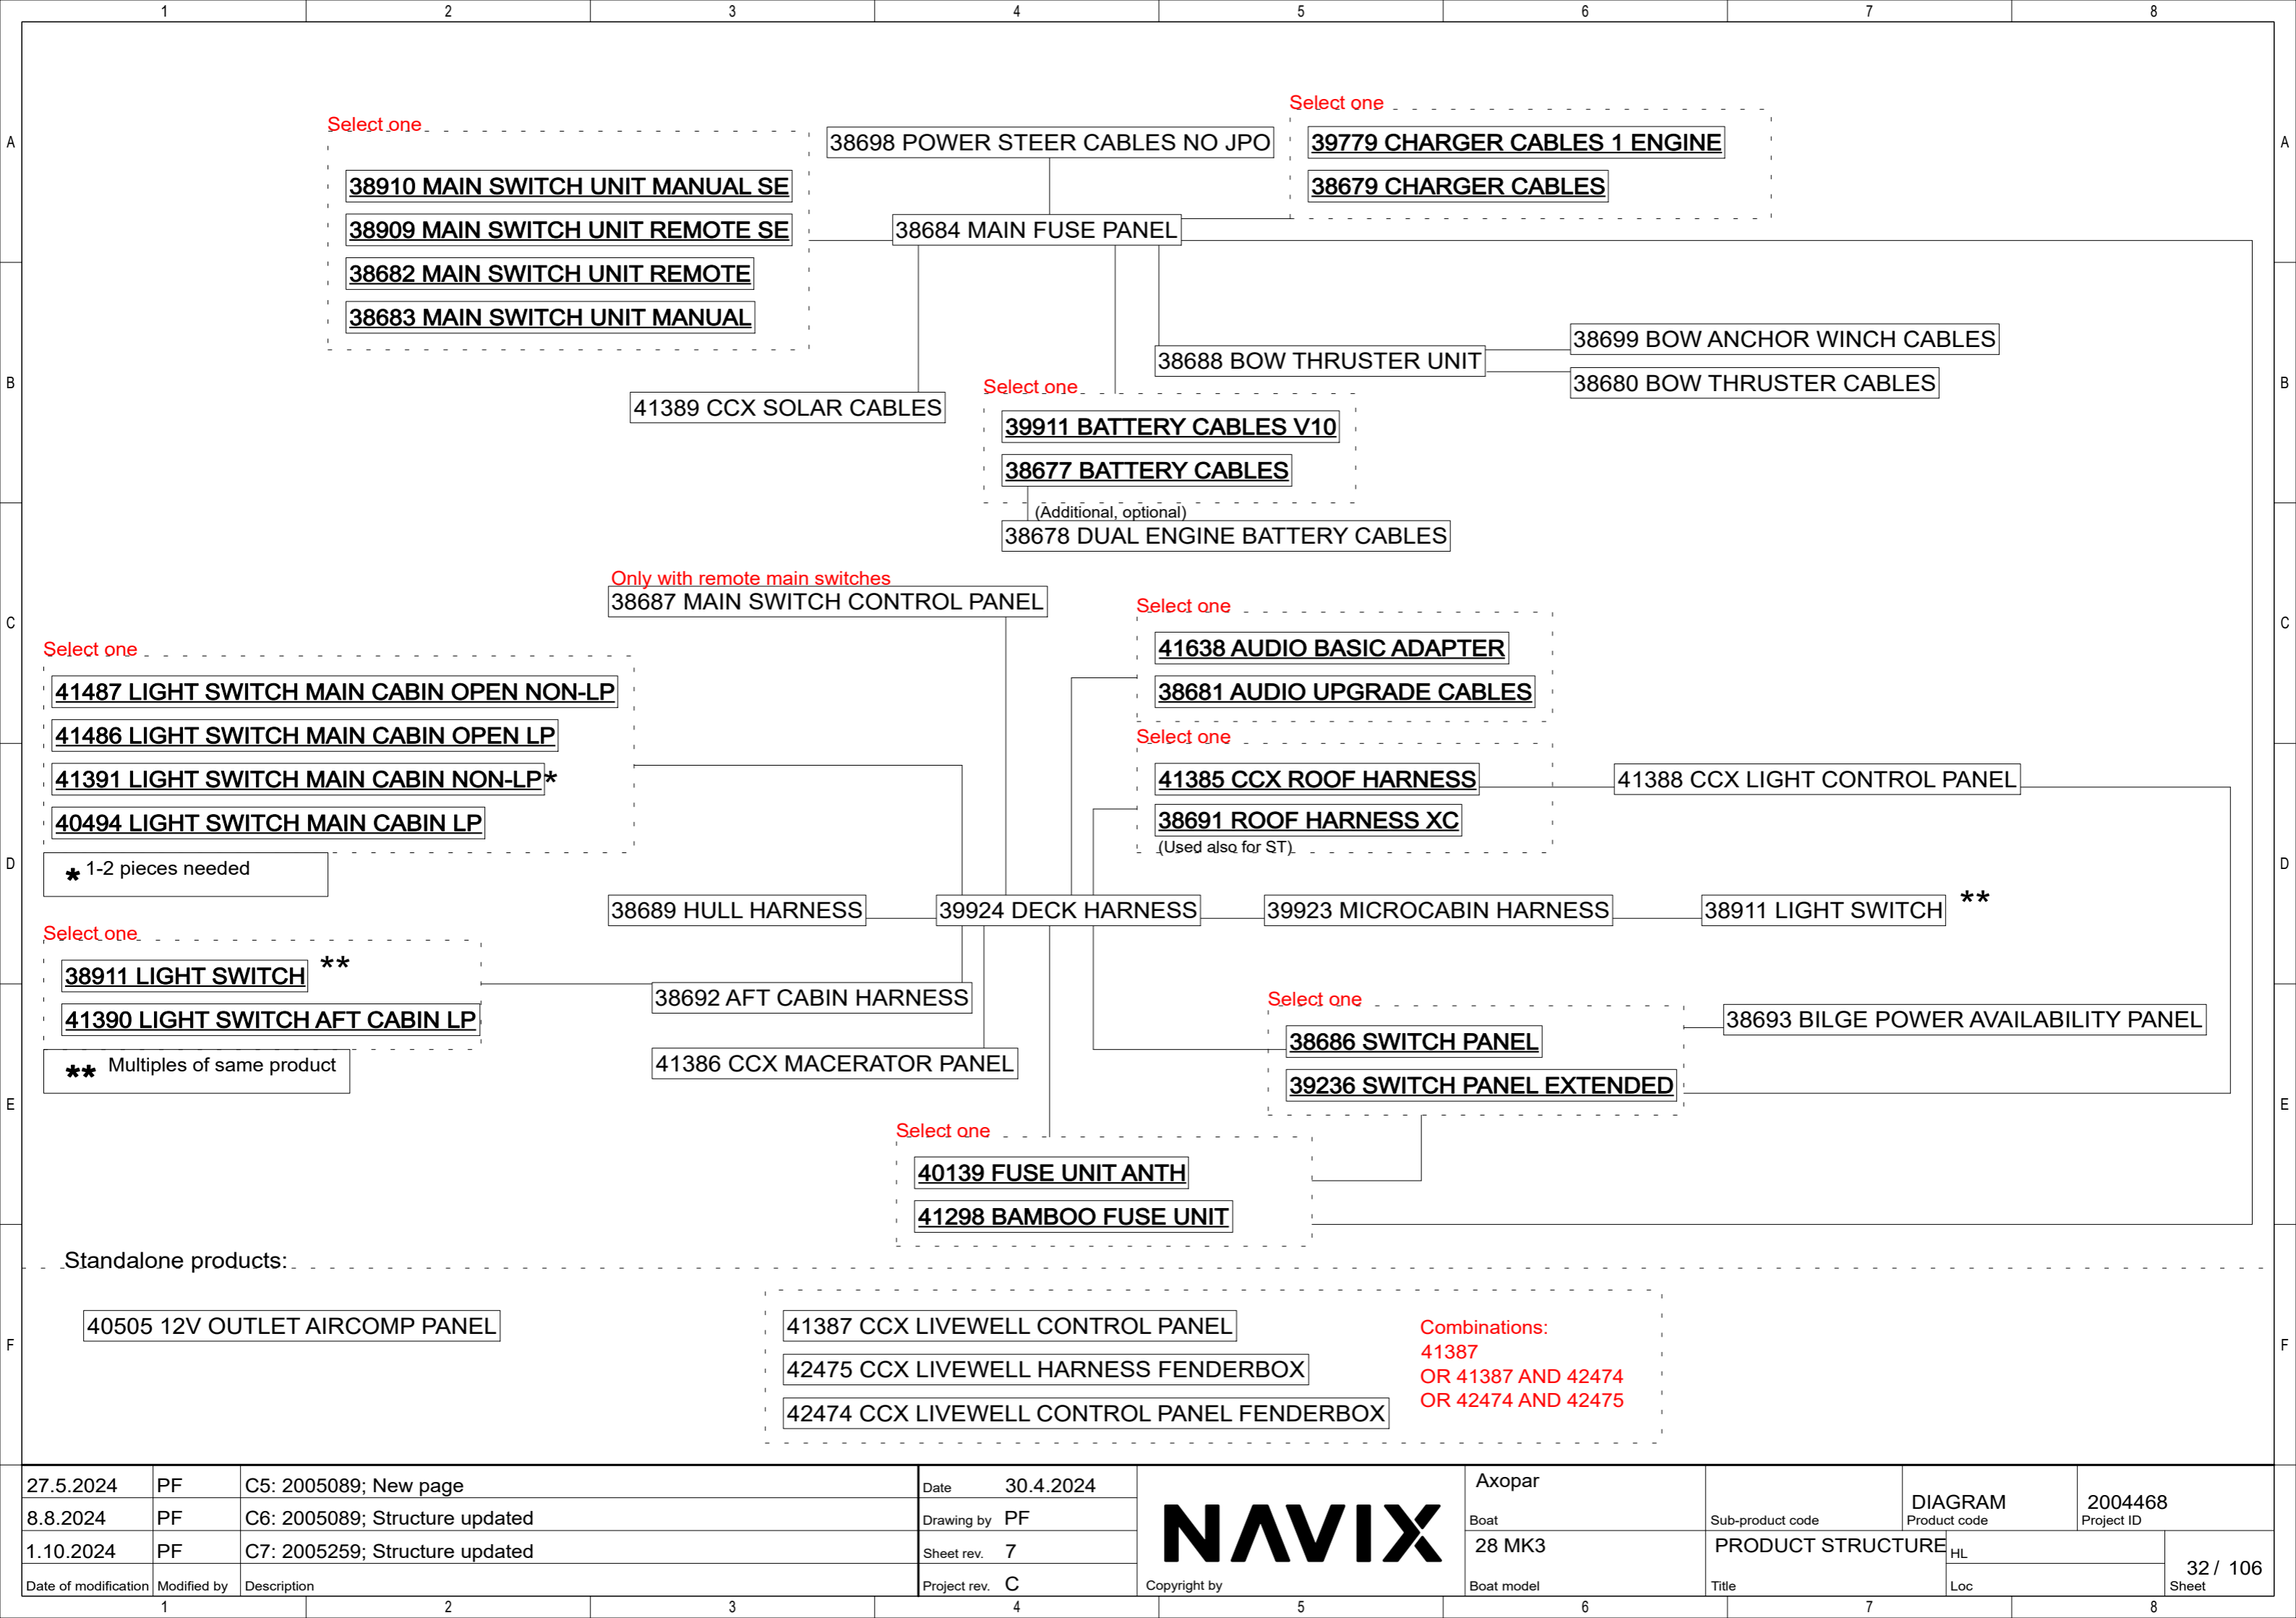 1 2 3 4 5 6 7 8
A A
B B
C C
D D
E E
F F
Select one
38910 MAIN SWITCH UNIT MANUAL SE
38909 MAIN SWITCH UNIT REMOTE SE
38682 MAIN SWITCH UNIT REMOTE
38683 MAIN SWITCH UNIT MANUAL
38698 POWER STEER CABLES NO JPO
Select one
39779 CHARGER CABLES 1 ENGINE
38679 CHARGER CABLES
38684 MAIN FUSE PANEL
38699 BOW ANCHOR WINCH CABLES
38688 BOW THRUSTER UNIT
38680 BOW THRUSTER CABLES
41389 CCX SOLAR CABLES
Select one
39911 BATTERY CABLES V10
38677 BATTERY CABLES
(Additional, optional)
38678 DUAL ENGINE BATTERY CABLES
Only with remote main switches
38687 MAIN SWITCH CONTROL PANEL
Select one
41638 AUDIO BASIC ADAPTER
38681 AUDIO UPGRADE CABLES
Select one
41487 LIGHT SWITCH MAIN CABIN OPEN NON-LP
41486 LIGHT SWITCH MAIN CABIN OPEN LP
41391 LIGHT SWITCH MAIN CABIN NON-LP*
40494 LIGHT SWITCH MAIN CABIN LP
* 1-2 pieces needed
Select one
41385 CCX ROOF HARNESS
38691 ROOF HARNESS XC
(Used also for ST)
41388 CCX LIGHT CONTROL PANEL
38689 HULL HARNESS
39924 DECK HARNESS
39923 MICROCABIN HARNESS
38911 LIGHT SWITCH **
Select one
38911 LIGHT SWITCH **
41390 LIGHT SWITCH AFT CABIN LP
** Multiples of same product
38692 AFT CABIN HARNESS
41386 CCX MACERATOR PANEL
Select one
38686 SWITCH PANEL
39236 SWITCH PANEL EXTENDED
38693 BILGE POWER AVAILABILITY PANEL
Select one
40139 FUSE UNIT ANTH
41298 BAMBOO FUSE UNIT
Standalone products:
40505 12V OUTLET AIRCOMP PANEL
41387 CCX LIVEWELL CONTROL PANEL
42475 CCX LIVEWELL HARNESS FENDERBOX
42474 CCX LIVEWELL CONTROL PANEL FENDERBOX
Combinations:
41387
OR 41387 AND 42474
OR 42474 AND 42475
27.5.2024 PF C5: 2005089; New page
8.8.2024 PF C6: 2005089; Structure updated
1.10.2024 PF C7: 2005259; Structure updated
Date of modification Modified by Description
Date 30.4.2024
Drawing by PF
Sheet rev. 7
Project rev. C
NAVIX
Copyright by
Axopar
Boat
28 MK3
Boat model
Sub-product code
DIAGRAM
Product code
2004468
Project ID
PRODUCT STRUCTURE
Title
HL
Loc
32 / 106
Sheet
1 2 3 4 5 6 7 8